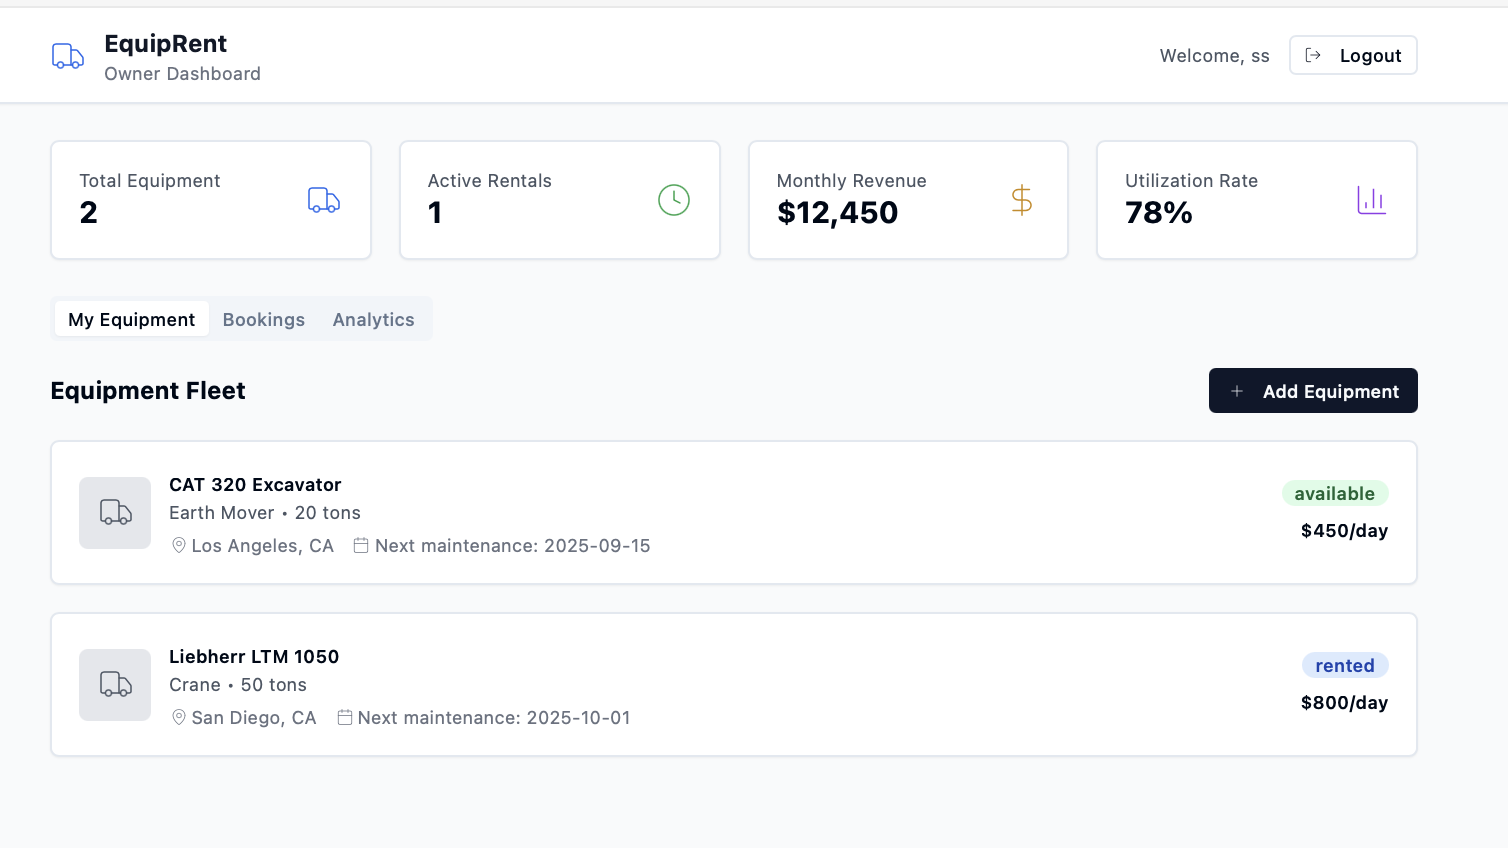 EquipRent
Owner Dashboard
Welcome, ss
Logout
Total Equipment
2
Active Rentals
1
Monthly Revenue
$12,450
Utilization Rate
78%
My Equipment
Bookings
Analytics
Equipment Fleet
+ Add Equipment
CAT 320 Excavator
Earth Mover • 20 tons
Los Angeles, CA
Next maintenance: 2025-09-15
available
$450/day
Liebherr LTM 1050
Crane • 50 tons
San Diego, CA
Next maintenance: 2025-10-01
rented
$800/day